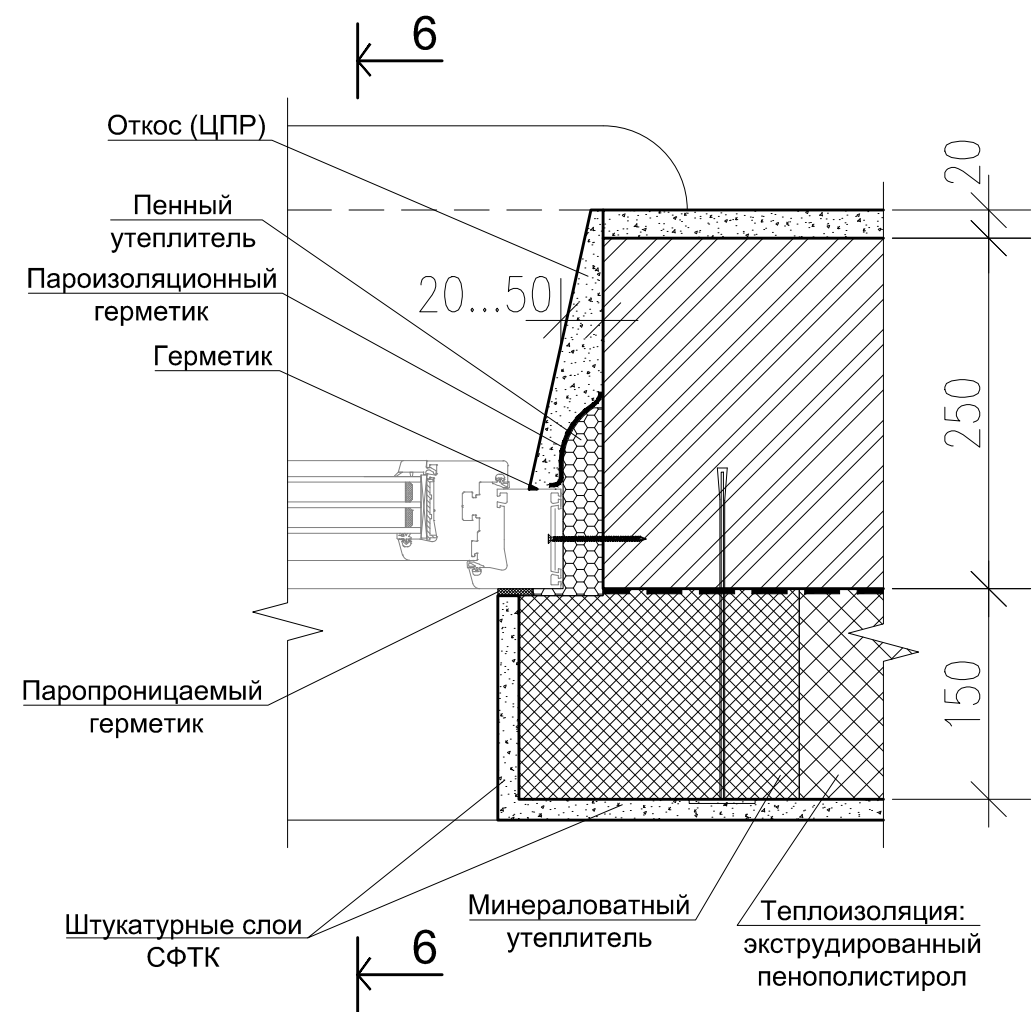 6
Откос (ЦПР)
20
Пенный
утеплитель
Пароизоляционный
герметик
20...50
Герметик
250
Паропроницаемый
герметик
150
Штукатурные слои
СФТК
Минераловатный
утеплитель
Теплоизоляция:
экструдированный
пенополистирол
6